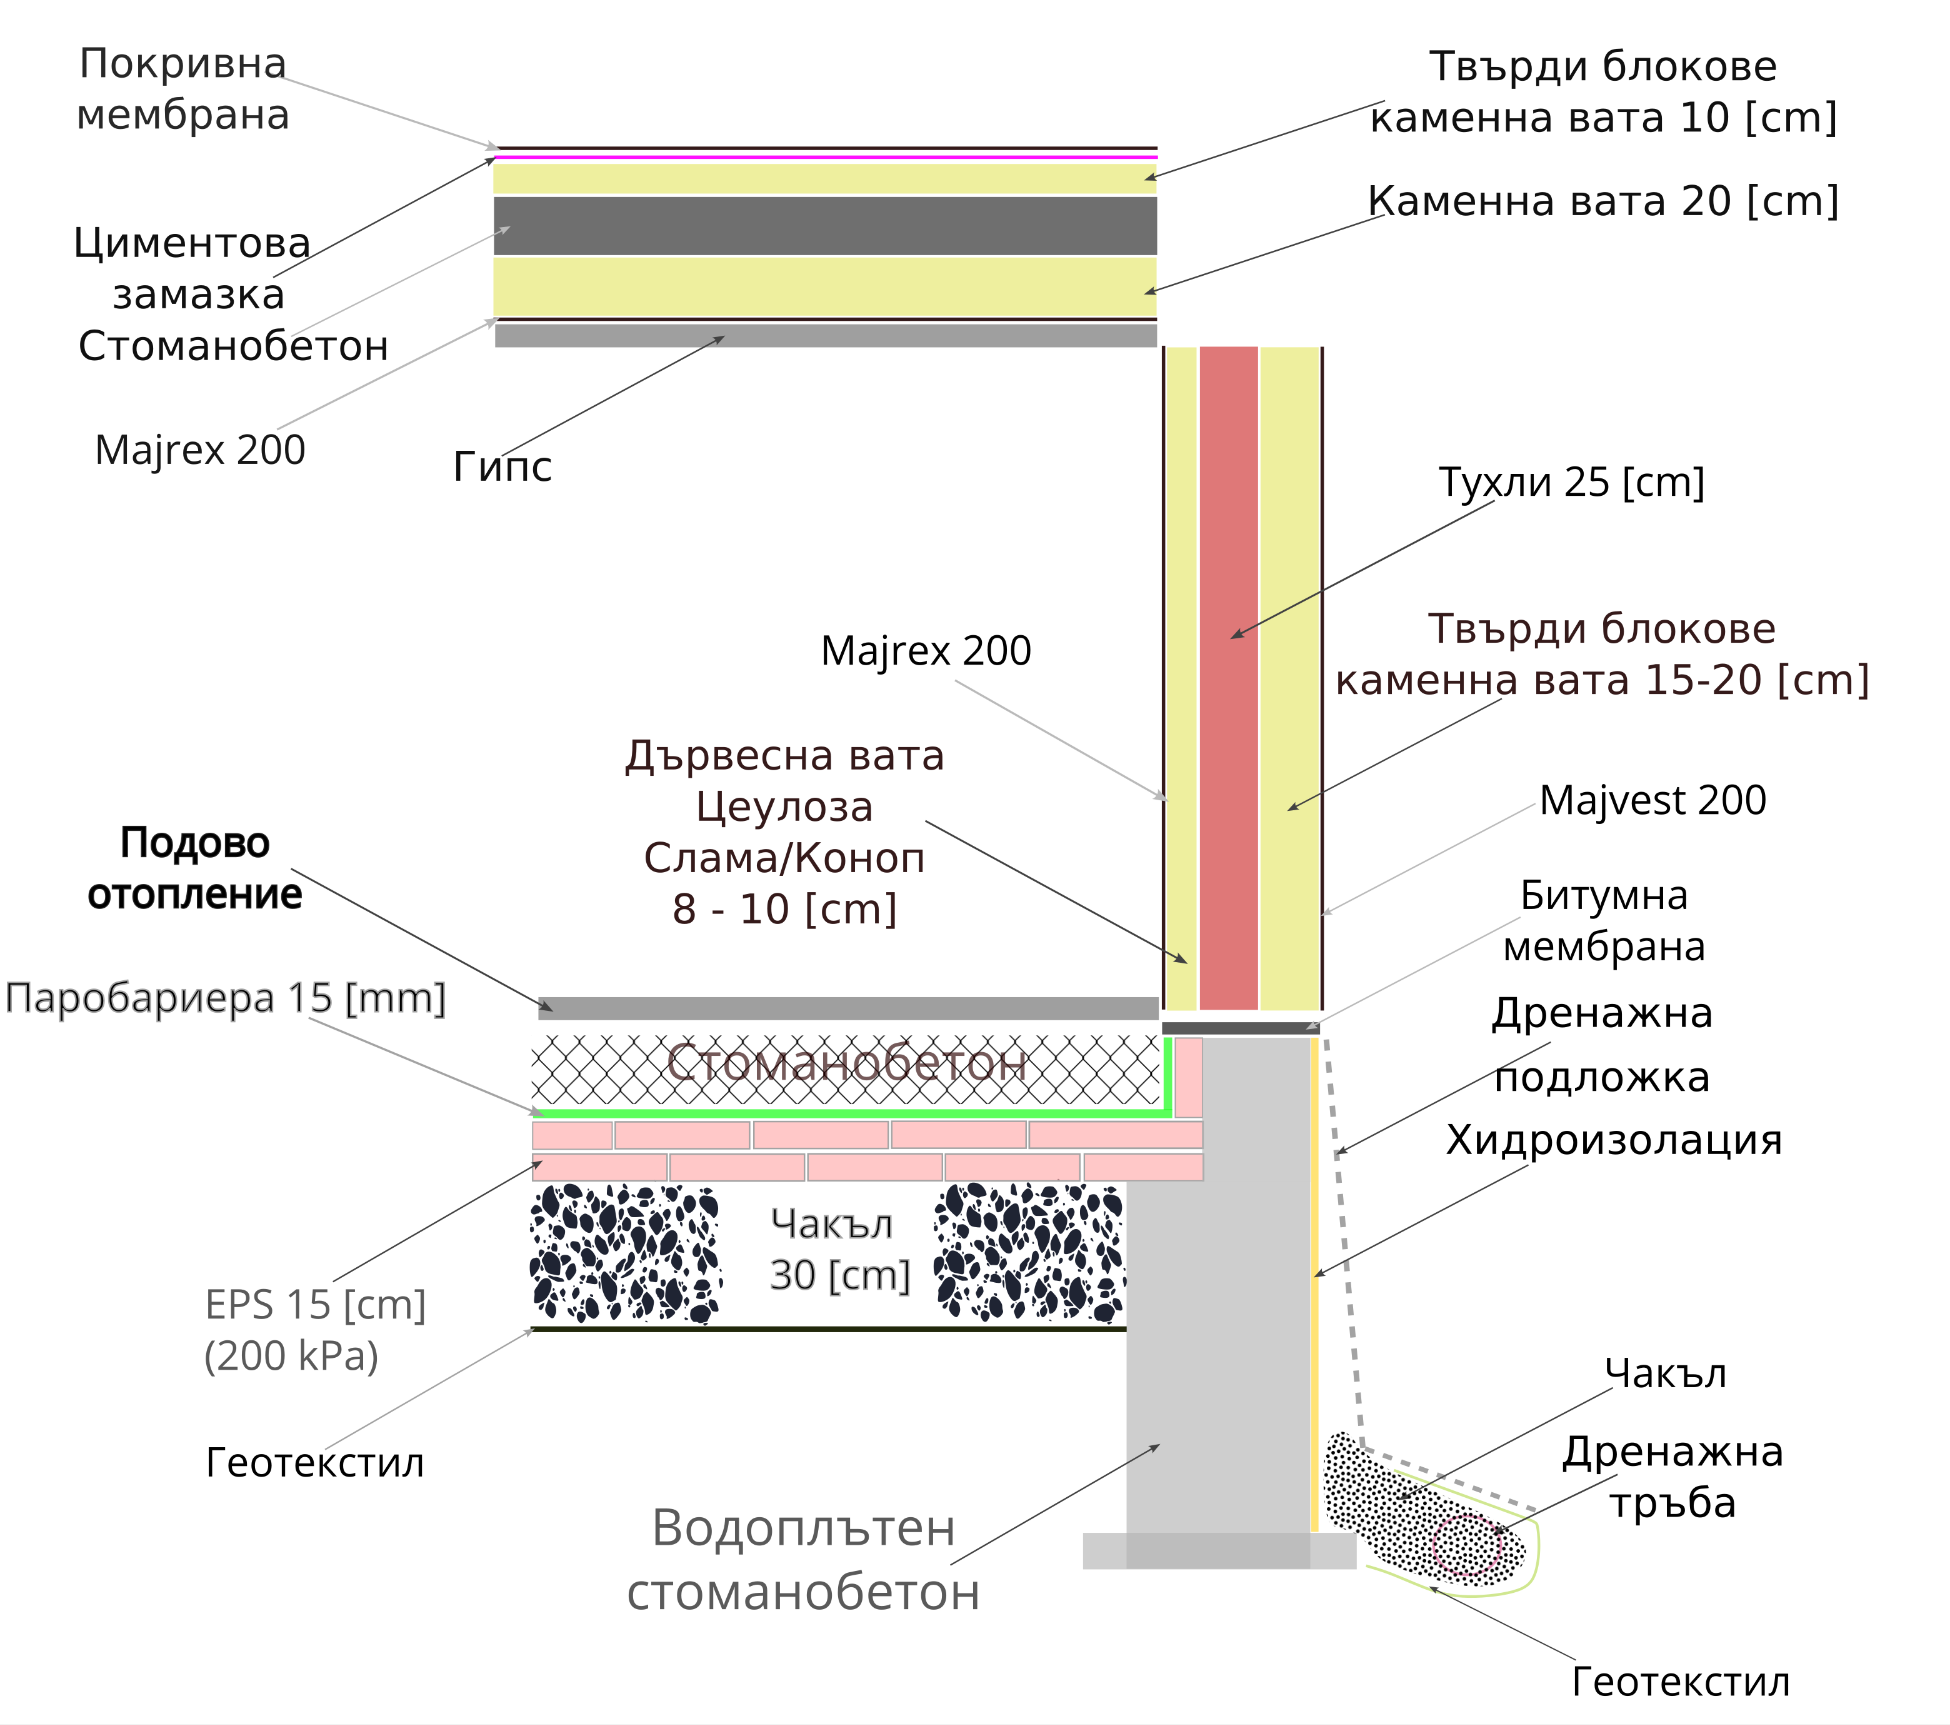 Покривна
мембрана
Твърди блокове
каменна вата 10 [cm]
Каменна вата 20 [cm]
Циментова
замазка
Стоманобетон
Majrex 200
Гипс
Тухли 25 [cm]
Majrex 200
Твърди блокове
каменна вата 15-20 [cm]
Дървесна вата
Цеулоза
Слама/Коноп
8 - 10 [cm]
Majvest 200
Подово
отопление
Битумна
мембрана
Паробариера 15 [mm]
Дренажна
подложка
Стоманобетон
Хидроизолация
Чакъл
30 [cm]
EPS 15 [cm]
(200 kPa)
Чакъл
Геотекстил
Дренажна
тръба
Водоплътен
стоманобетон
Геотекстил